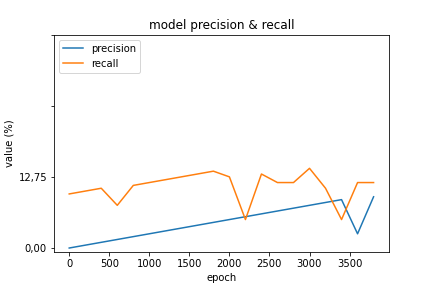 model precision & recall
precision
recall
value (%)
12,75
0,00
0 500 1000 1500 2000 2500 3000 3500
epoch